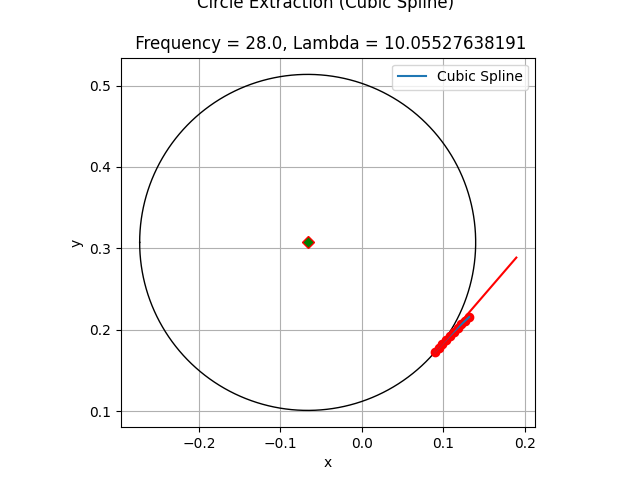 Circle Extraction (Cubic Spline)
Frequency = 28.0, Lambda = 10.05527638191
Cubic Spline
0.5
0.4
0.3
0.2
0.1
y
−0.2
−0.1
0.0
0.1
0.2
x